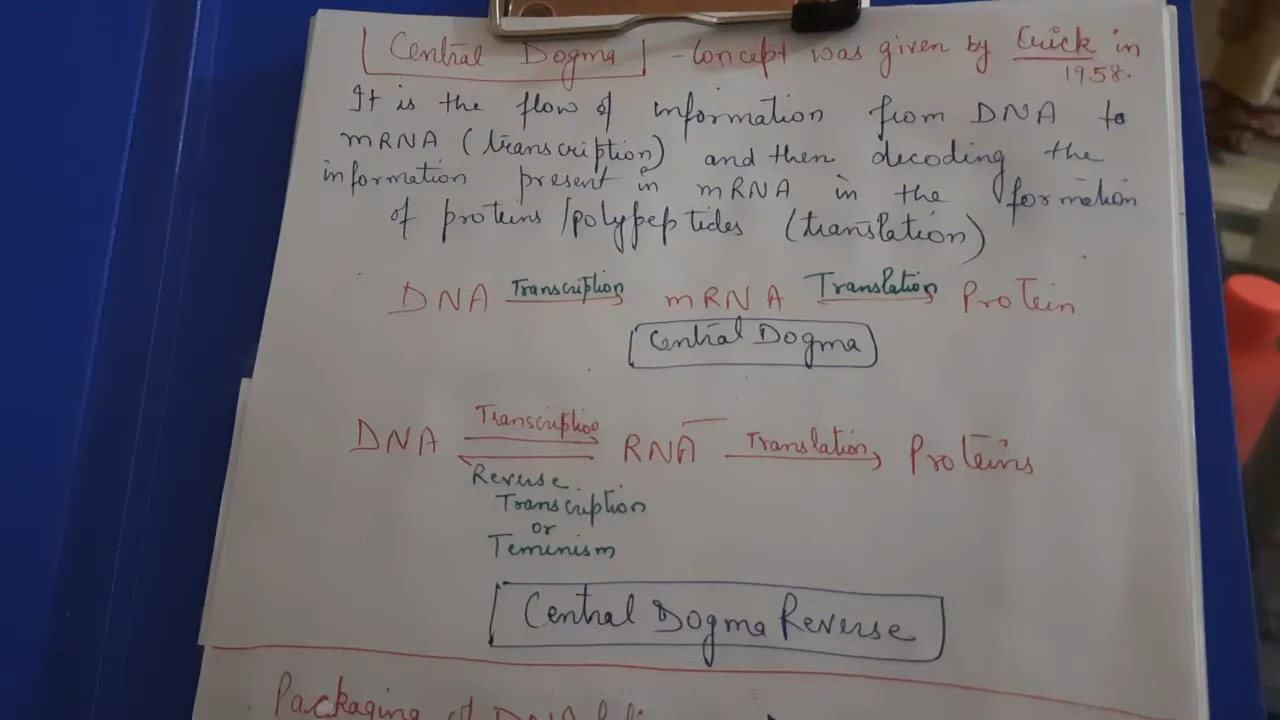 Central Dogma - Concept was given by Crick in
1958.
It is the flow of information from DNA to
mRNA (transcription) and then decoding the
information present in mRNA in the formation
of proteins/polypeptides (translation)
DNA Transcription mRNA Translation Protein
Central Dogma
DNA Transcription RNA Translation Proteins
Reverse
Transcription
or
Teminism
Central Dogma Reverse
Packaging of DNA